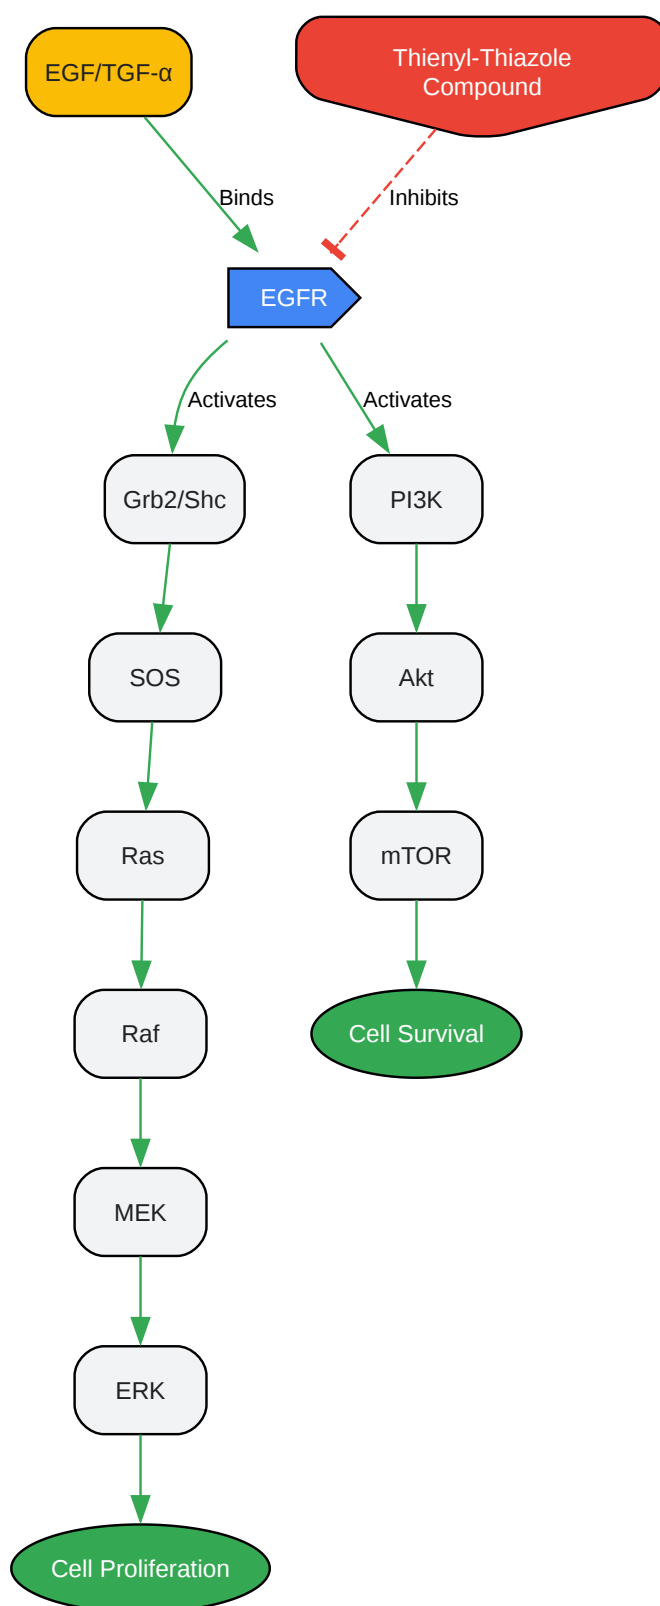 EGF/TGF-α
Thienyl-Thiazole
Compound
Binds
Inhibits
EGFR
Activates
Activates
Grb2/Shc
PI3K
SOS
Akt
Ras
mTOR
Raf
Cell Survival
MEK
ERK
Cell Proliferation